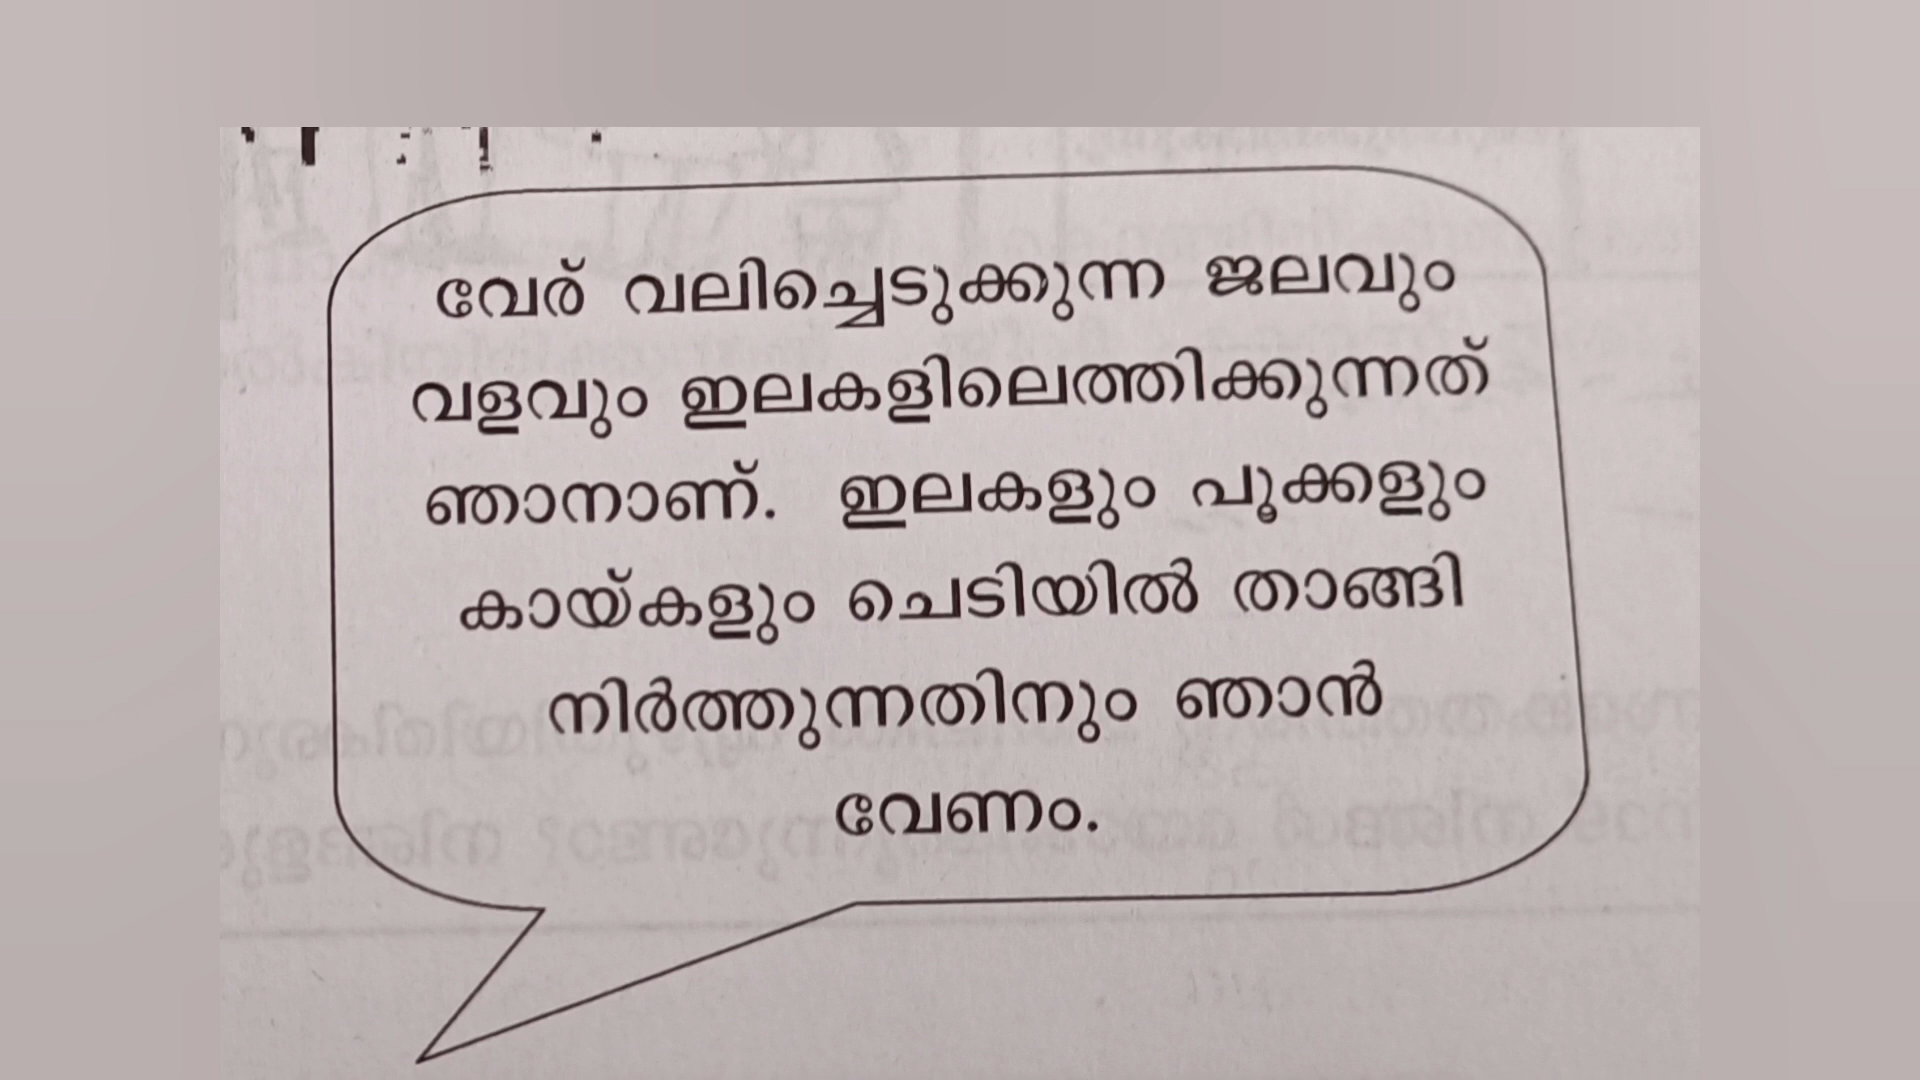 വേര് വലിച്ചെടുക്കുന്ന ജലവും
വളവും ഇലകളിലെത്തിക്കുന്നത്
ഞാനാണ്. ഇലകളും പൂക്കളും
കായ്കളും ചെടിയിൽ താങ്ങി
നിർത്തുന്നതിനും ഞാൻ
വേണം.